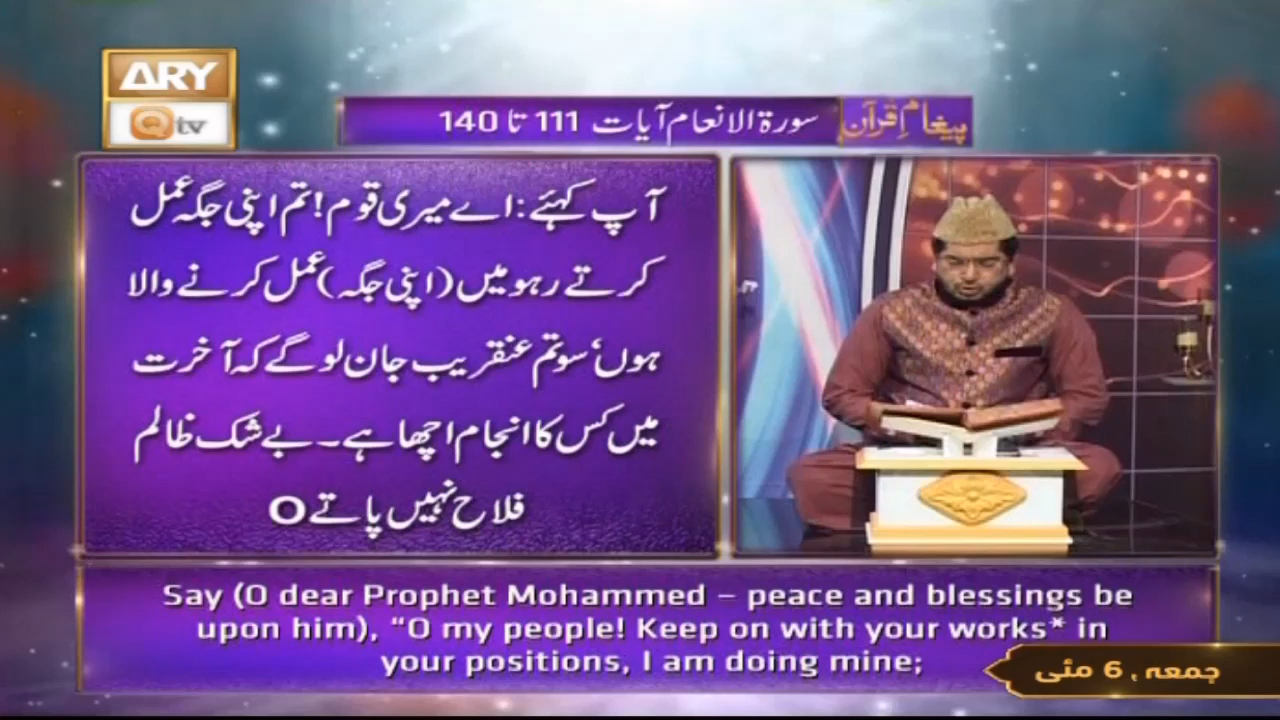 ARY
Qtv
پیغامِ قرآن
سورۃ الانعام آیات 111 تا 140
آپ کہئے: اے میری قوم! تم اپنی جگہ عمل
کرتے رہو میں (اپنی جگہ) عمل کرنے والا
ہوں، سو تم عنقریب جان لو گے کہ آخرت
میں کس کا انجام اچھا ہے۔ بے شک ظالم
فلاح نہیں پاتے O
Say (O dear Prophet Mohammed – peace and blessings be
upon him), “O my people! Keep on with your works* in
your positions, I am doing mine;
جمعہ , 6 مئی